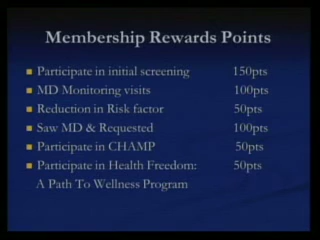 Membership Rewards Points
Participate in initial screening 150pts
MD Monitoring visits 100pts
Reduction in Risk factor 50pts
Saw MD & Requested 100pts
Participate in CHAMP 50pts
Participate in Health Freedom: 50pts
A Path To Wellness Program